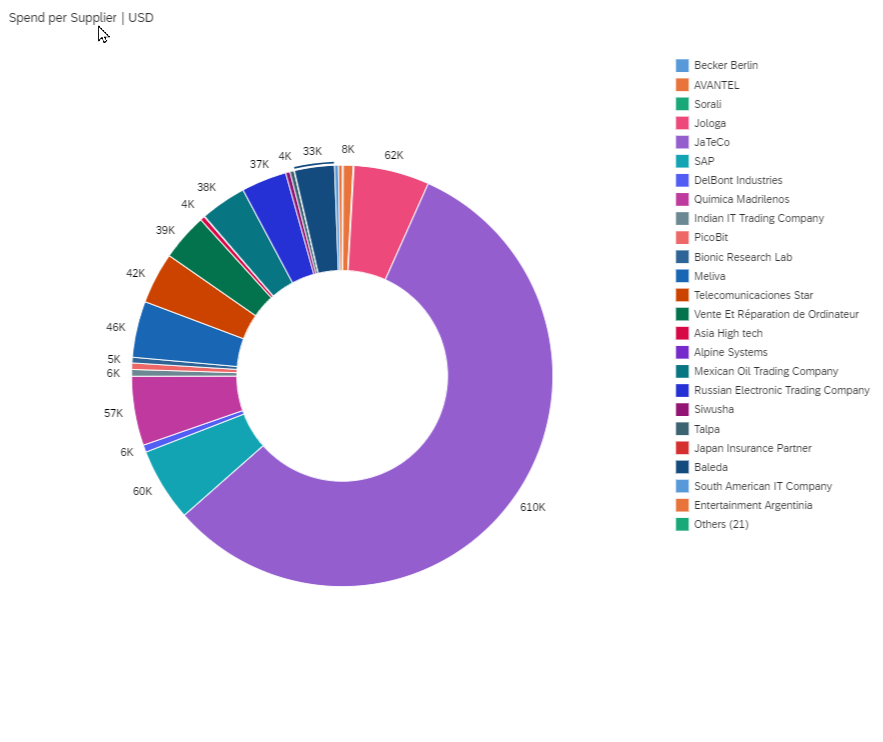 Spend per Supplier | USD
33K
8K
4K
62K
37K
38K
4K
39K
42K
46K
5K
6K
57K
6K
60K
610K
Becker Berlin
AVANTEL
Sorali
Jologa
JaTeCo
SAP
DelBont Industries
Quimica Madrilenos
Indian IT Trading Company
PicoBit
Bionic Research Lab
Meliva
Telecomunicaciones Star
Vente Et Réparation de Ordinateur
Asia High tech
Alpine Systems
Mexican Oil Trading Company
Russian Electronic Trading Company
Siwusha
Talpa
Japan Insurance Partner
Baleda
South American IT Company
Entertainment Argentinia
Others (21)